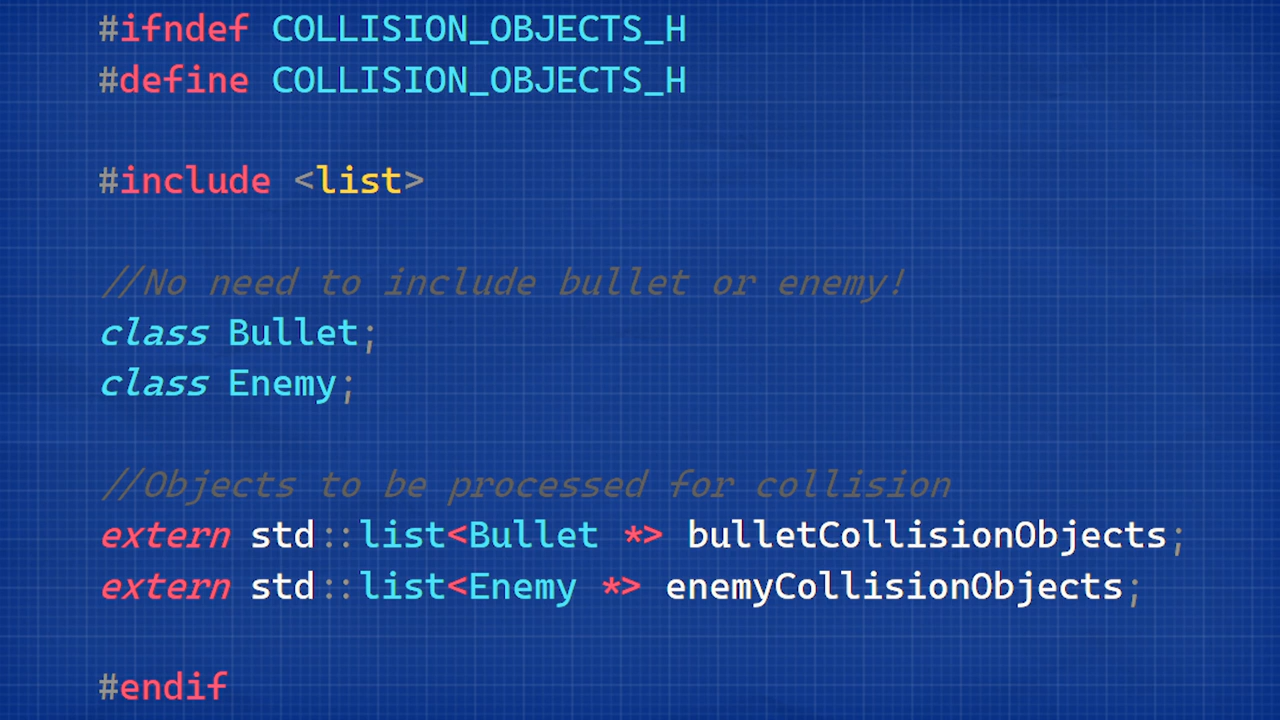 #ifndef COLLISION_OBJECTS_H
#define COLLISION_OBJECTS_H
#include <list>
//No need to include bullet or enemy!
class Bullet;
class Enemy;
//Objects to be processed for collision
extern std::list<Bullet *> bulletCollisionObjects;
extern std::list<Enemy *> enemyCollisionObjects;
#endif